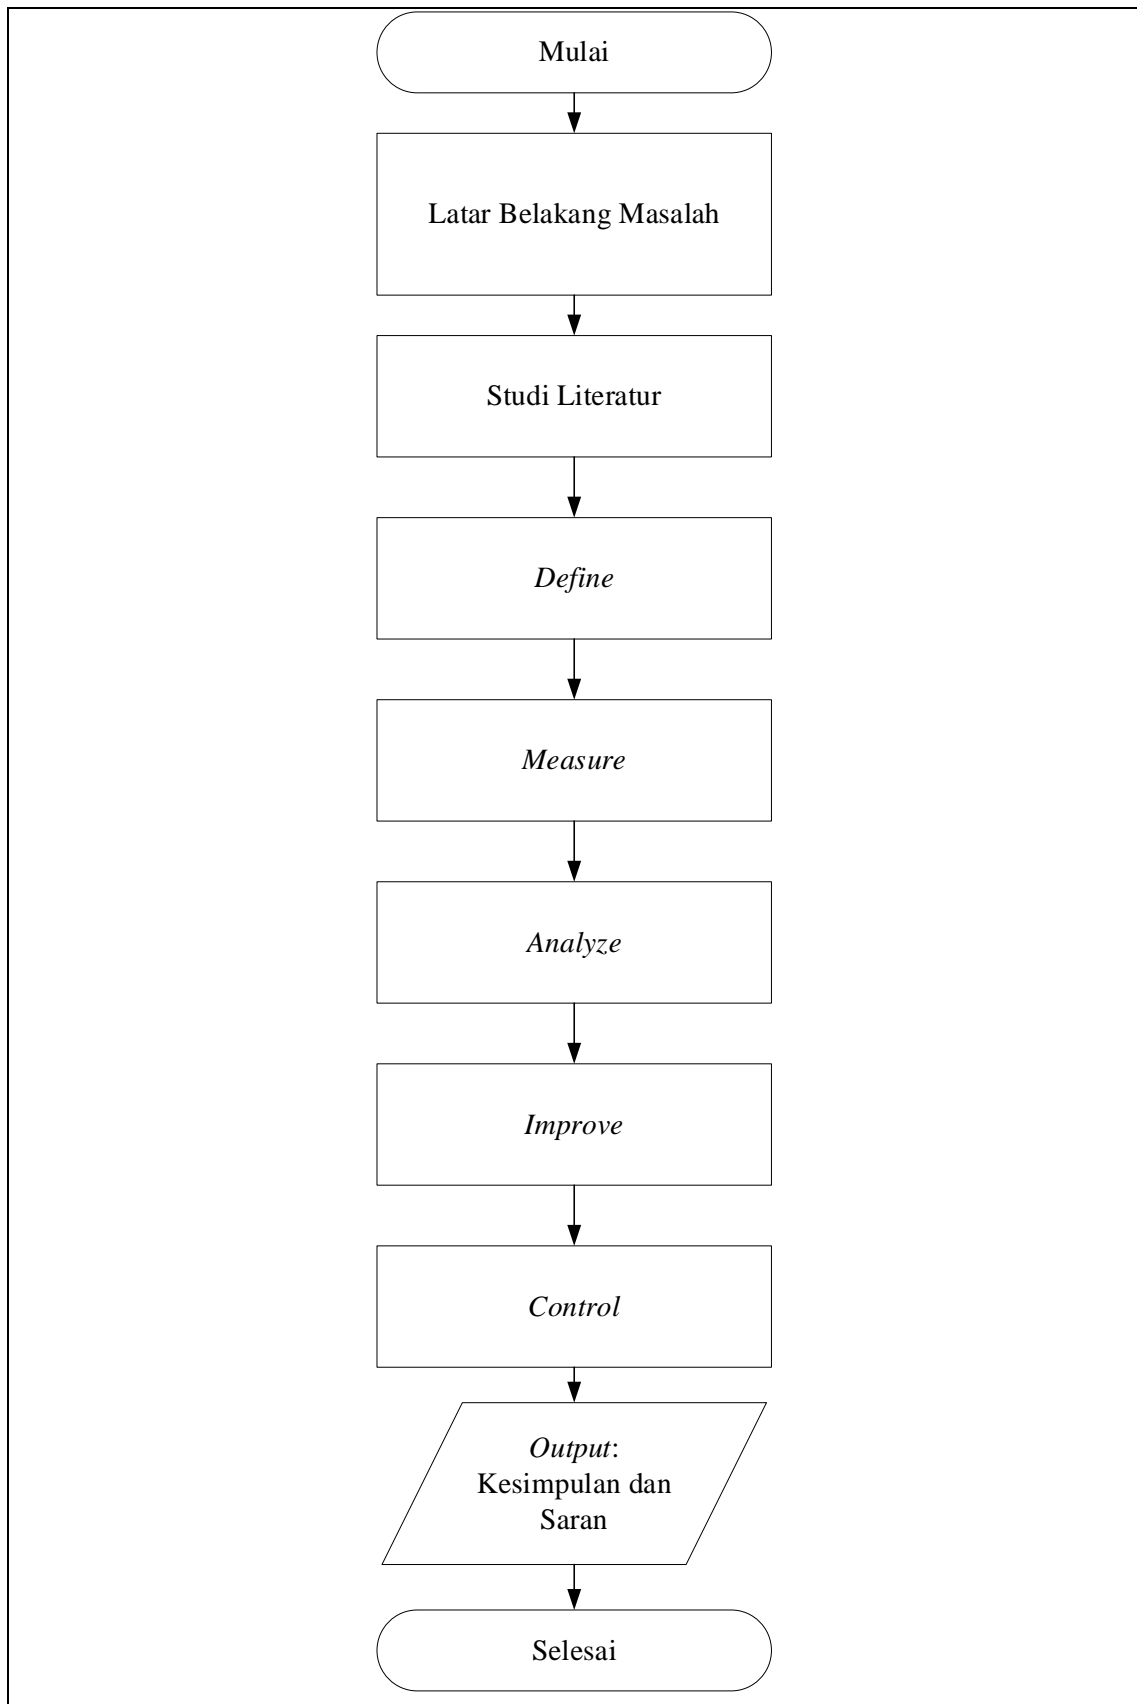 Mulai
Latar Belakang Masalah
Studi Literatur
Define
Measure
Analyze
Improve
Control
Output:
Kesimpulan dan
Saran
Selesai